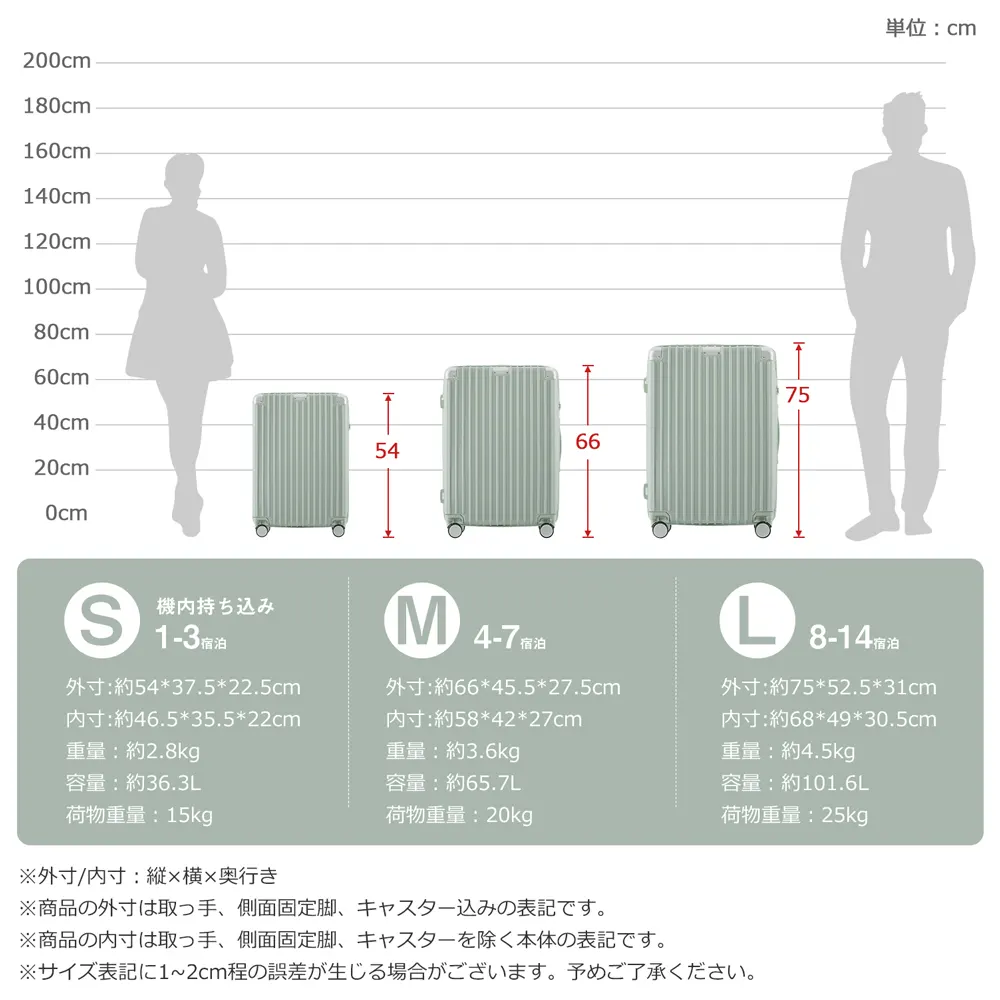 単位：cm
200cm
180cm
160cm
140cm
120cm
100cm
80cm
60cm
40cm
20cm
0cm
54
66
75
S
機内持ち込み
1-3宿泊
外寸:約54*37.5*22.5cm
内寸:約46.5*35.5*22cm
重量：約2.8kg
容量：約36.3L
荷物重量：15kg
M
4-7宿泊
外寸:約66*45.5*27.5cm
内寸:約58*42*27cm
重量：約3.6kg
容量：約65.7L
荷物重量：20kg
L
8-14宿泊
外寸:約75*52.5*31cm
内寸:約68*49*30.5cm
重量：約4.5kg
容量：約101.6L
荷物重量：25kg
※外寸/内寸：縦×横×奥行き
※商品の外寸は取っ手、側面固定脚、キャスター込みの表記です。
※商品の内寸は取っ手、側面固定脚、キャスターを除く本体の表記です。
※サイズ表記に1~2cm程の誤差が生じる場合がございます。予めご了承ください。